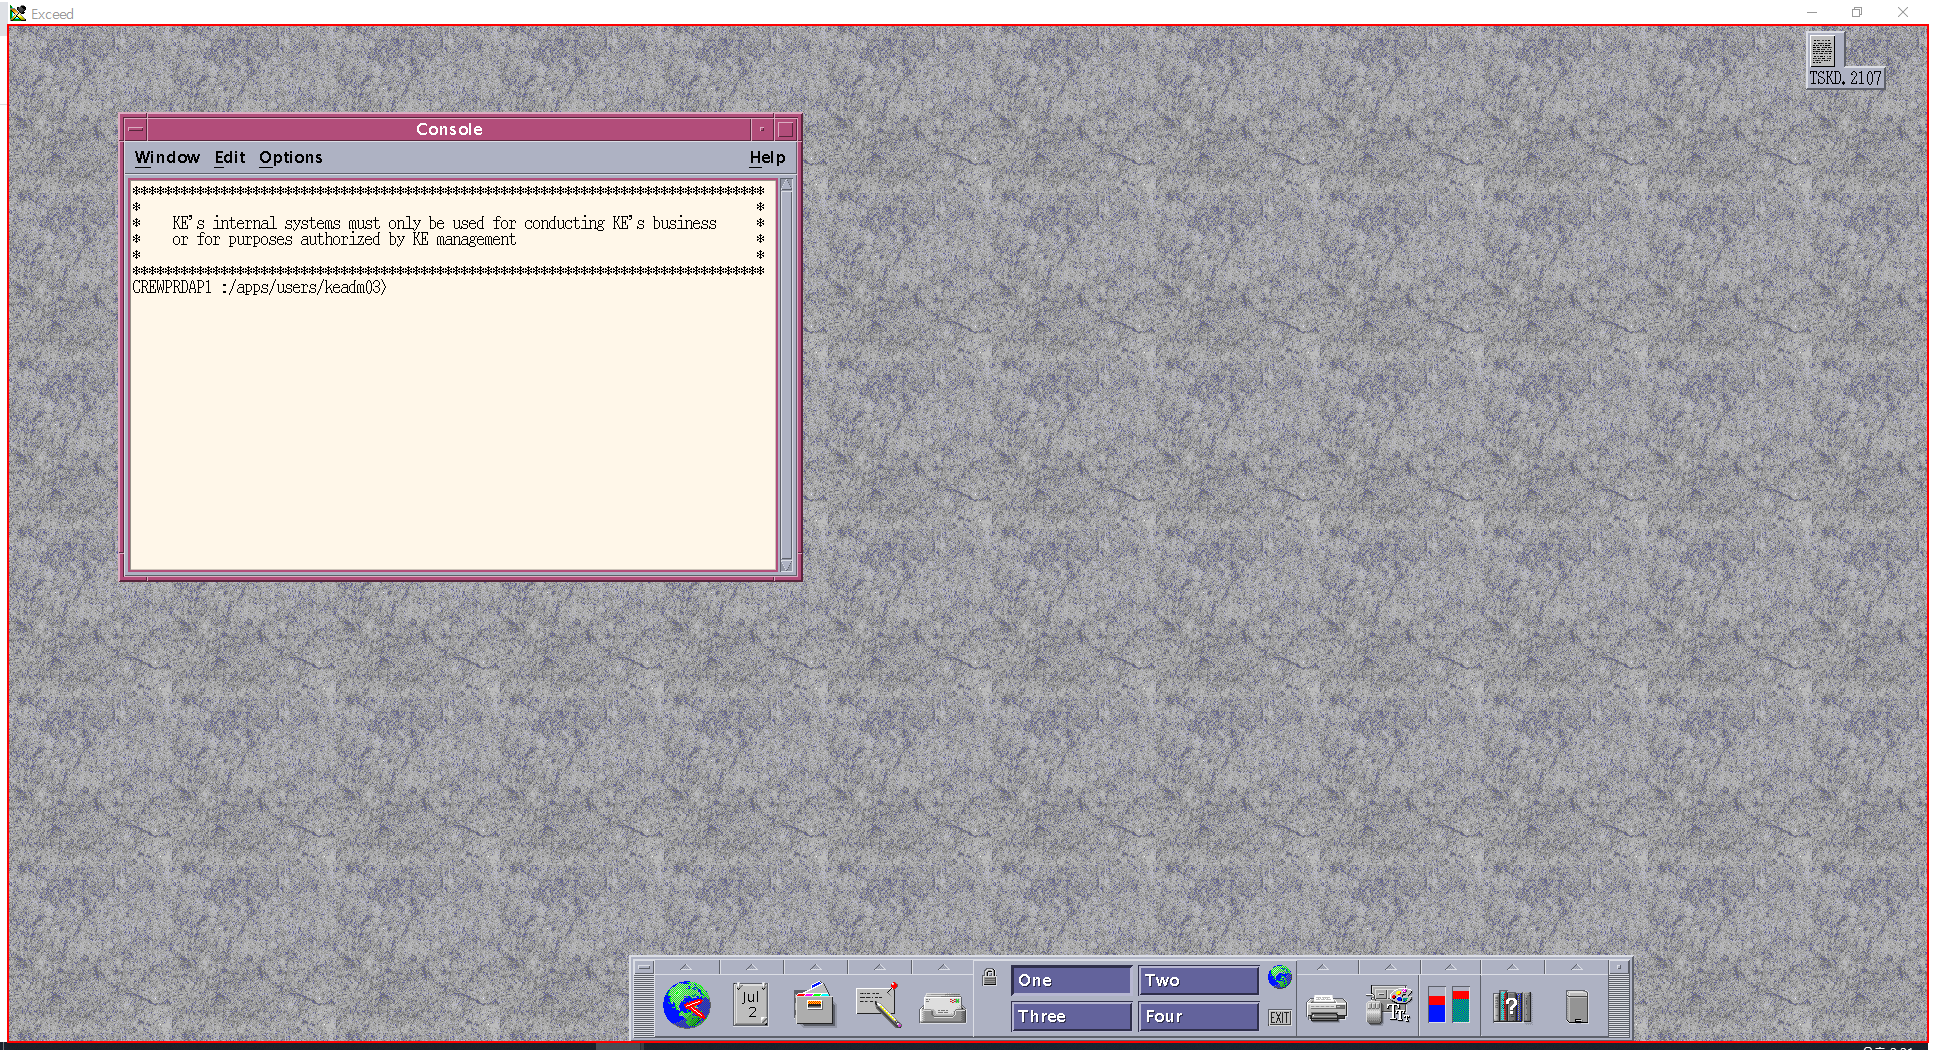 Exceed
TSKD.2107
Console
Window Edit Options Help
*******************************************************************************
* *
* KE's internal systems must only be used for conducting KE's business *
* or for purposes authorized by KE management *
* *
*******************************************************************************
CREWPRDAP1 :/apps/users/keadm03>
One Two
Three Four
Jul
2
EXIT